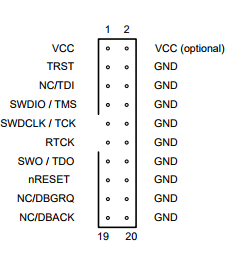 1 2
VCC VCC (optional)
TRST GND
NC/TDI GND
SWDIO / TMS GND
SWDCLK / TCK GND
RTCK GND
SWO / TDO GND
nRESET GND
NC/DBGRQ GND
NC/DBACK GND
19 20